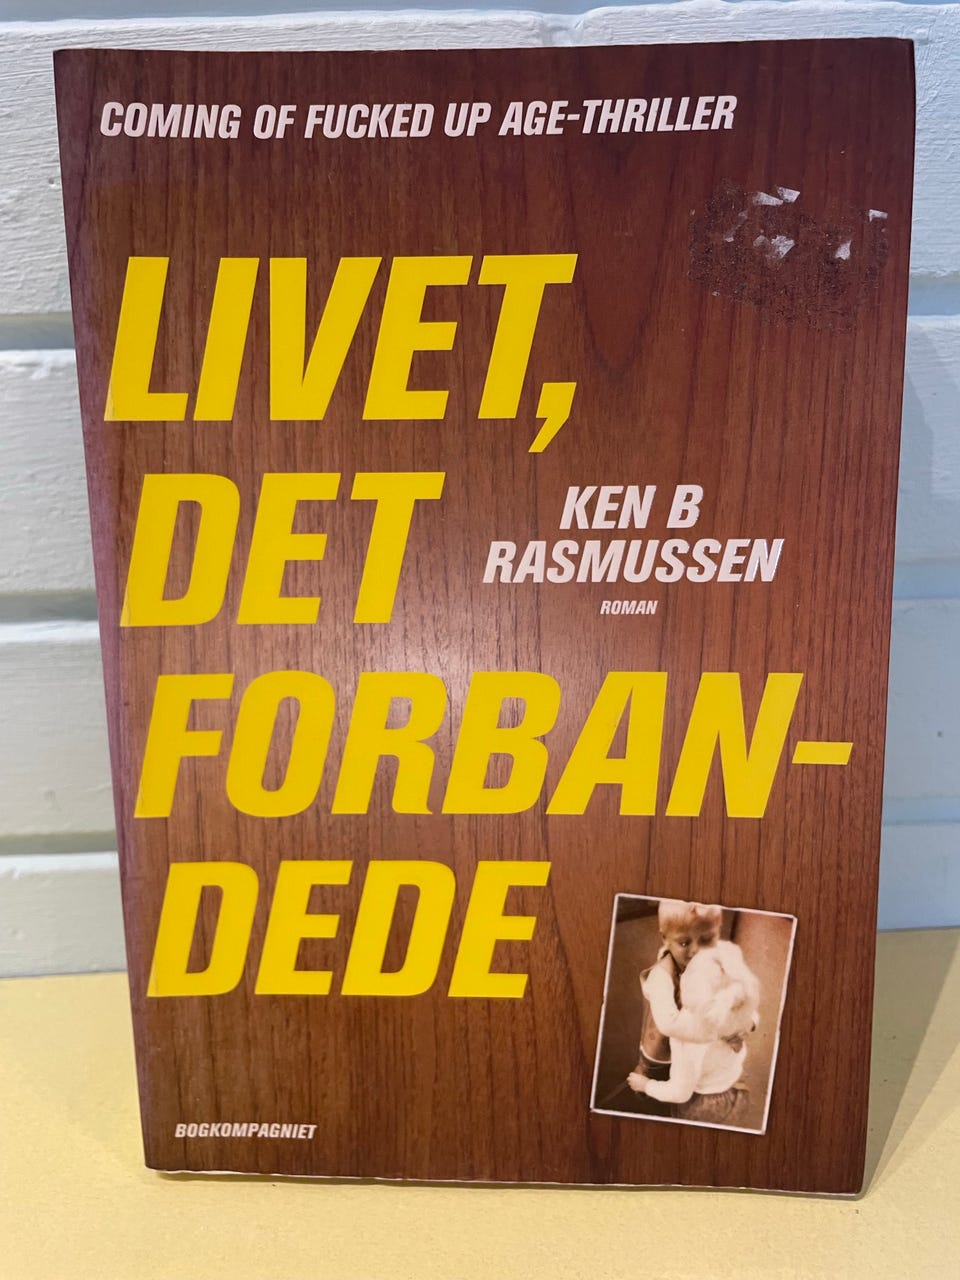 COMING OF FUCKED UP AGE-THRILLER
LIVET,
DET
KEN B
RASMUSSEN
ROMAN
FORBAN-
DEDE
BOGKOMPAGNIET